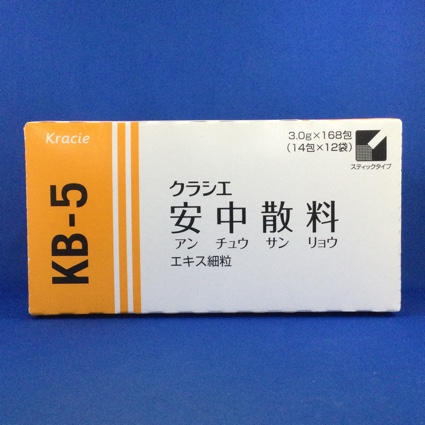 Kracie
KB-5
3.0g×168包
(14包×12袋)
スティックタイプ
クラシエ
安中散料
アン チュウ サン リョウ
エキス細粒